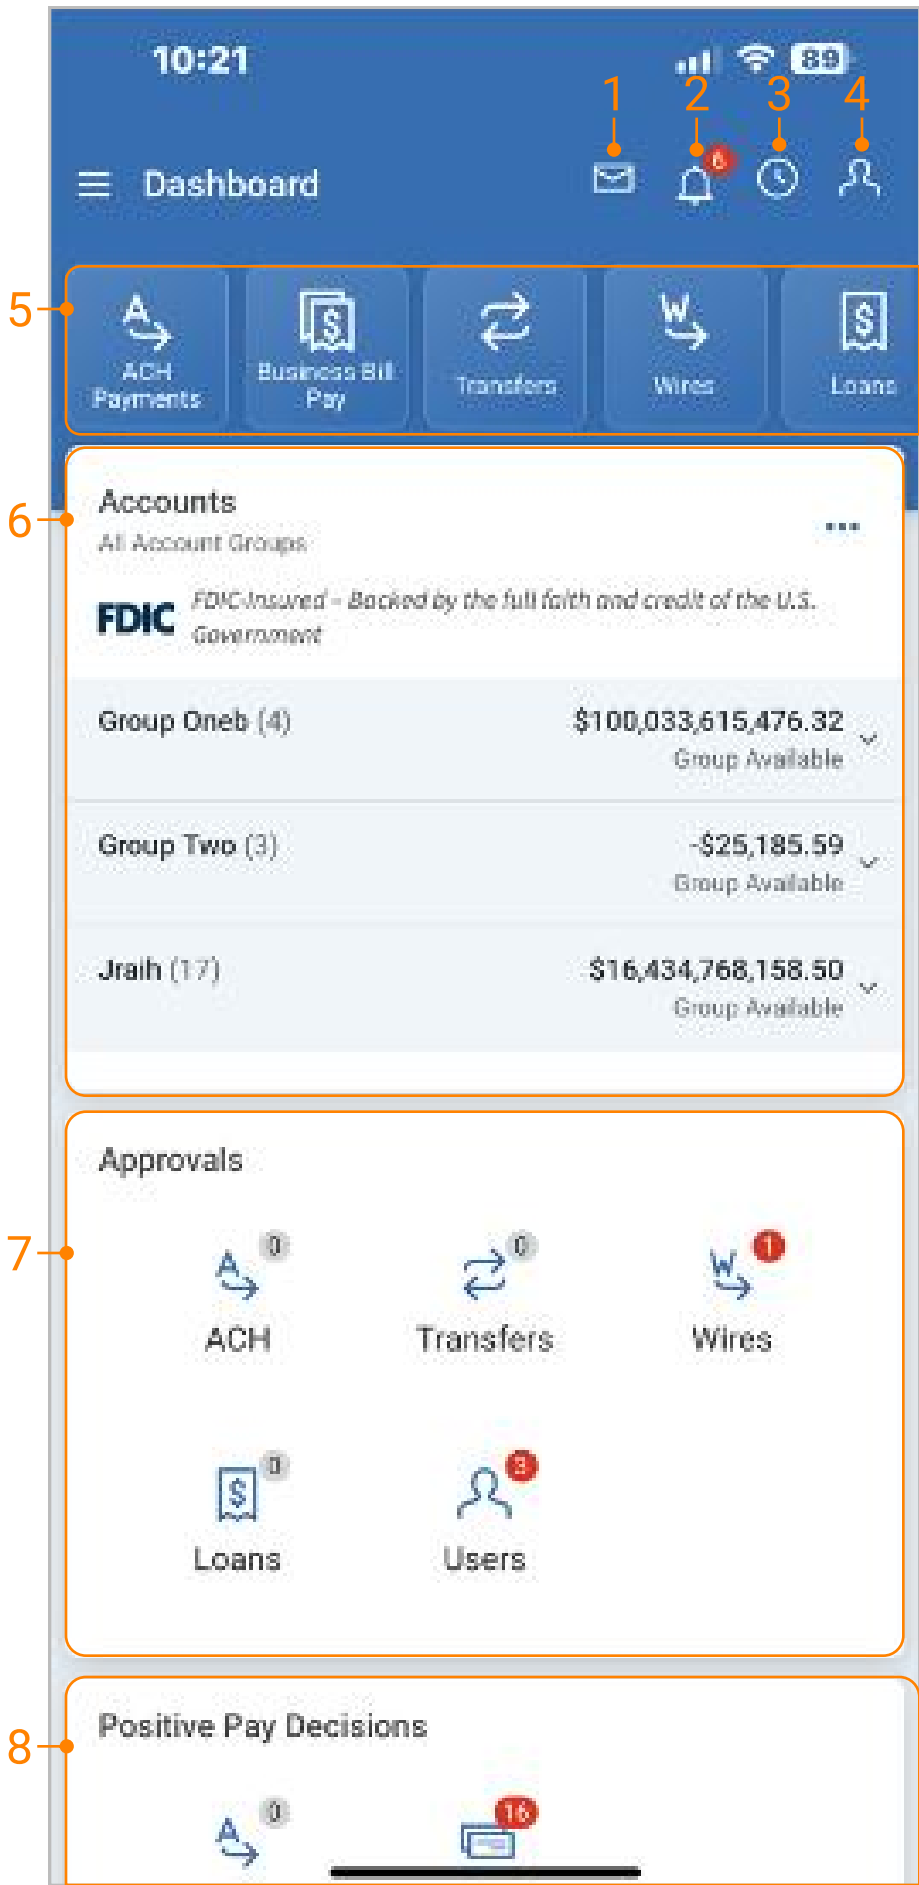 10:21
89
1 2 3 4
6
Dashboard
5
ACH
Payments
Business Bill
Pay
Transfers
Wires
Loans
6
Accounts
All Account Groups
FDIC
FDIC-Insured – Backed by the full faith and credit of the U.S.
Government
Group Oneb (4) $100,033,615,476.32
Group Available
Group Two (3) -$25,185.59
Group Available
Jraih (17) $16,434,768,158.50
Group Available
7
Approvals
0 0 1
ACH Transfers Wires
0 3
Loans Users
8
Positive Pay Decisions
0 16